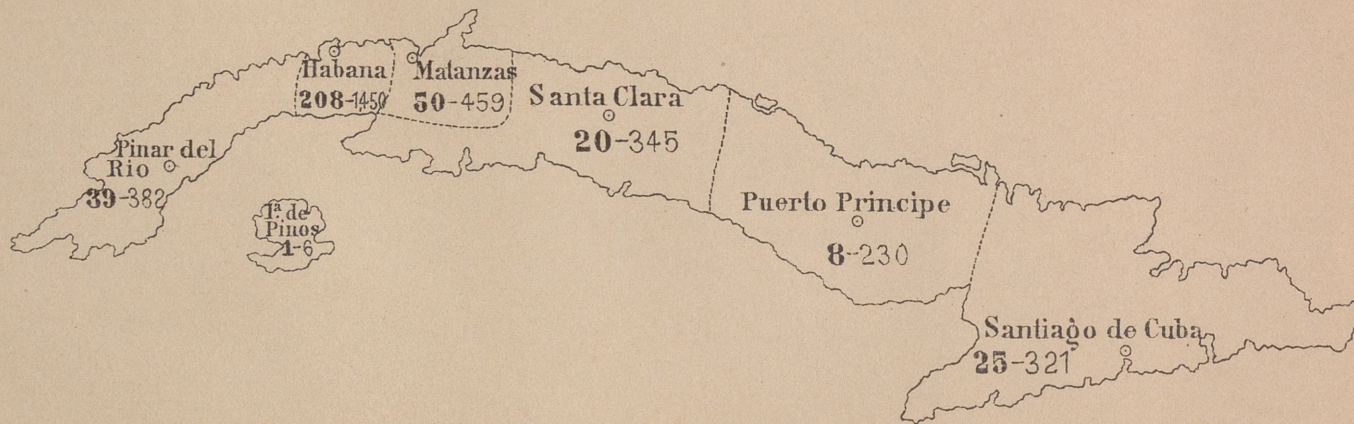 Habana
208-1450
Matanzas
50-459
Santa Clara
20-345
Pinar del
Rio
39-382
Iª. de
Pinos
1-6
Puerto Principe
8-230
Santiago de Cuba
25-321